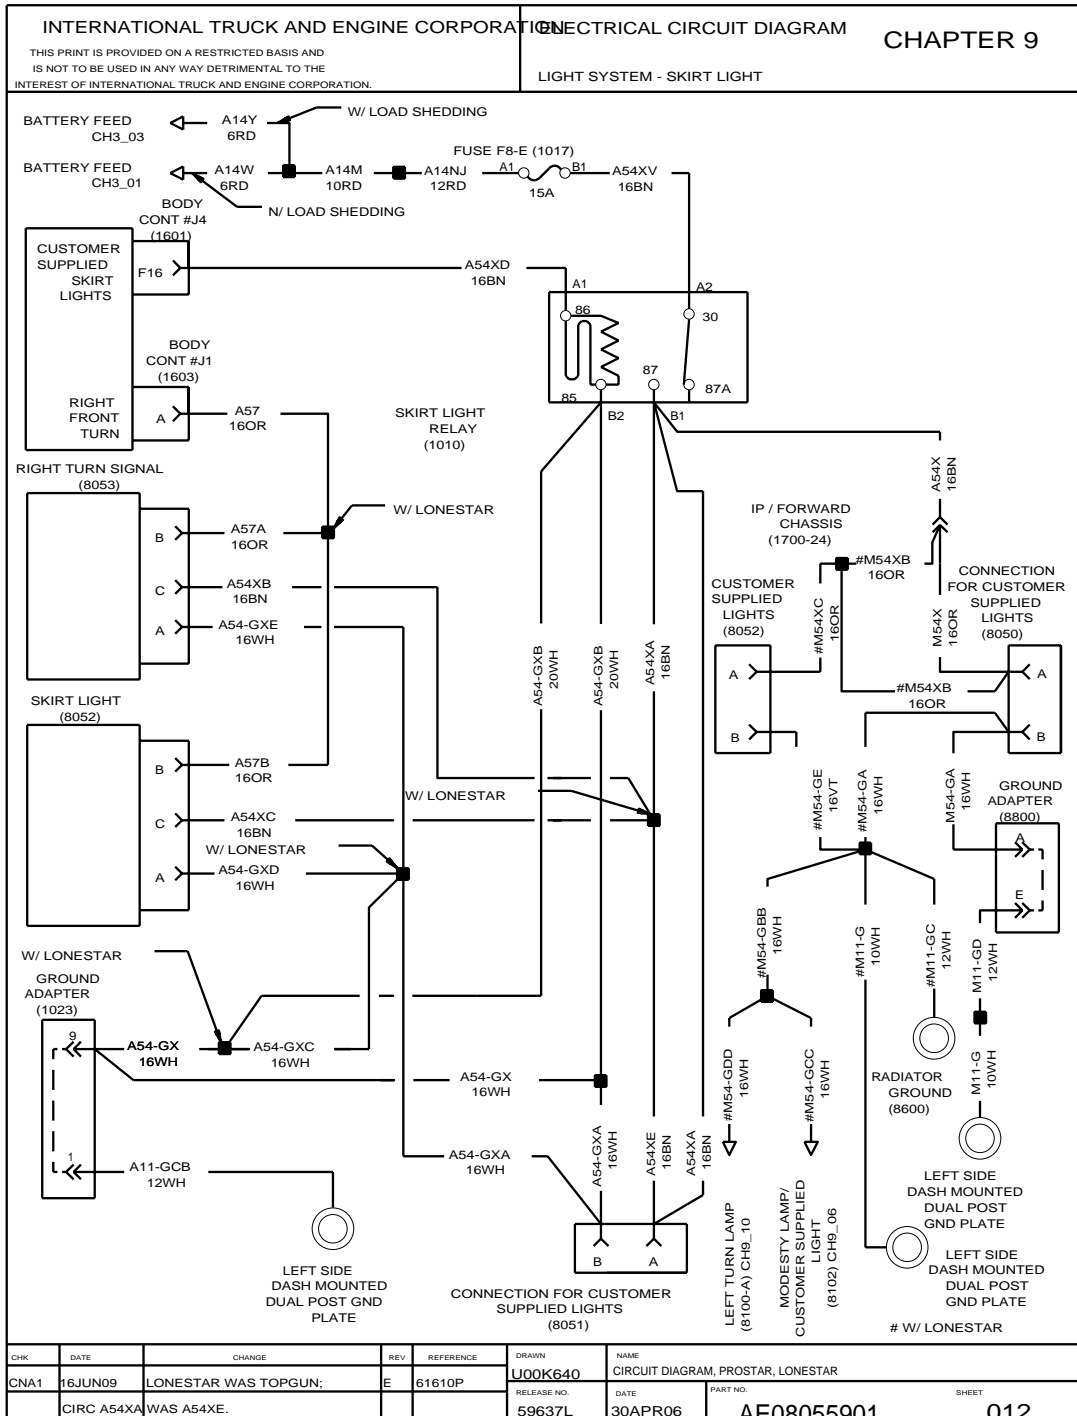 INTERNATIONAL TRUCK AND ENGINE CORPORATION
THIS PRINT IS PROVIDED ON A RESTRICTED BASIS AND
IS NOT TO BE USED IN ANY WAY DETRIMENTAL TO THE
INTEREST OF INTERNATIONAL TRUCK AND ENGINE CORPORATION.
ELECTRICAL CIRCUIT DIAGRAM
LIGHT SYSTEM - SKIRT LIGHT
CHAPTER 9
BATTERY FEED
CH3_03
A14Y
6RD
W/ LOAD SHEDDING
BATTERY FEED
CH3_01
A14W
6RD
A14M
10RD
A14NJ
12RD
FUSE F8-E (1017)
A1
B1
15A
A54XV
16BN
N/ LOAD SHEDDING
BODY
CONT #J4
(1601)
CUSTOMER
SUPPLIED
SKIRT
LIGHTS
F16
A54XD
16BN
A1
A2
86
30
87
87A
85
B2
B1
SKIRT LIGHT
RELAY
(1010)
BODY
CONT #J1
(1603)
RIGHT
FRONT
TURN
A
A57
16OR
RIGHT TURN SIGNAL
(8053)
W/ LONESTAR
B
A57A
16OR
C
A54XB
16BN
A
A54-GXE
16WH
SKIRT LIGHT
(8052)
B
A57B
16OR
C
A54XC
16BN
W/ LONESTAR
W/ LONESTAR
A
A54-GXD
16WH
A54-GXB
20WH
A54-GXB
20WH
A54XA
16BN
A54X
16BN
IP / FORWARD
CHASSIS
(1700-24)
#M54XB
16OR
CUSTOMER
SUPPLIED
LIGHTS
(8052)
#M54XC
16OR
M54X
16OR
CONNECTION
FOR CUSTOMER
SUPPLIED
LIGHTS
(8050)
A
B
#M54XB
16OR
A
B
#M54-GE
16VT
#M54-GA
16WH
M54-GA
16WH
GROUND
ADAPTER
(8800)
A
E
#M54-GBB
16WH
#M11-G
10WH
#M11-GC
12WH
M11-GD
12WH
M11-G
10WH
RADIATOR
GROUND
(8600)
W/ LONESTAR
GROUND
ADAPTER
(1023)
9
1
A54-GX
16WH
A54-GXC
16WH
A54-GX
16WH
A11-GCB
12WH
A54-GXA
16WH
A54-GXA
16WH
A54XE
16BN
A54XA
16BN
#M54-GDD
16WH
#M54-GCC
16WH
LEFT SIDE
DASH MOUNTED
DUAL POST GND
PLATE
B
A
CONNECTION FOR CUSTOMER
SUPPLIED LIGHTS
(8051)
LEFT TURN LAMP
(8100-A) CH9_10
MODESTY LAMP/
CUSTOMER SUPPLIED
LIGHT
(8102) CH9_06
LEFT SIDE
DASH MOUNTED
DUAL POST
GND PLATE
LEFT SIDE
DASH MOUNTED
DUAL POST
GND PLATE
# W/ LONESTAR
CHK DATE CHANGE REV REFERENCE
CNA1 16JUN09 LONESTAR WAS TOPGUN; E 61610P
CIRC A54XA WAS A54XE.
DRAWN
U00K640
NAME
CIRCUIT DIAGRAM, PROSTAR, LONESTAR
RELEASE NO.
59637L
DATE
30APR06
PART NO.
AE08055901
SHEET
012